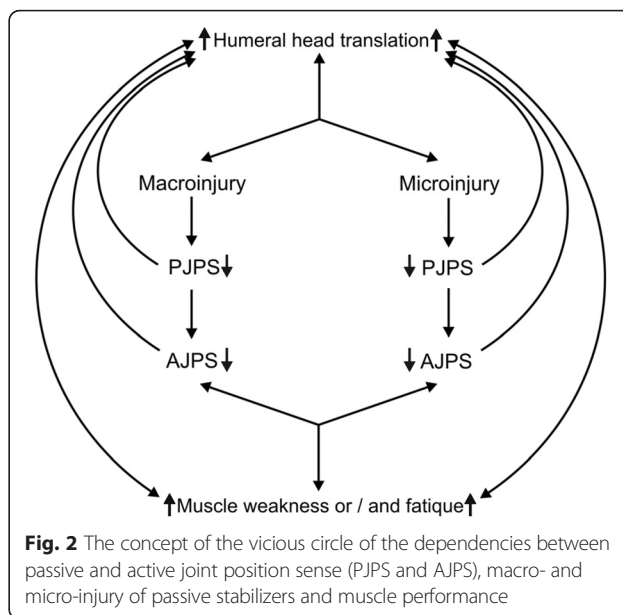 ↑Humeral head translation↑
Macroinjury Microinjury
PJPS↓ ↓PJPS
AJPS↓ ↓AJPS
↑Muscle weakness or / and fatique↑
Fig. 2 The concept of the vicious circle of the dependencies between
passive and active joint position sense (PJPS and AJPS), macro- and
micro-injury of passive stabilizers and muscle performance